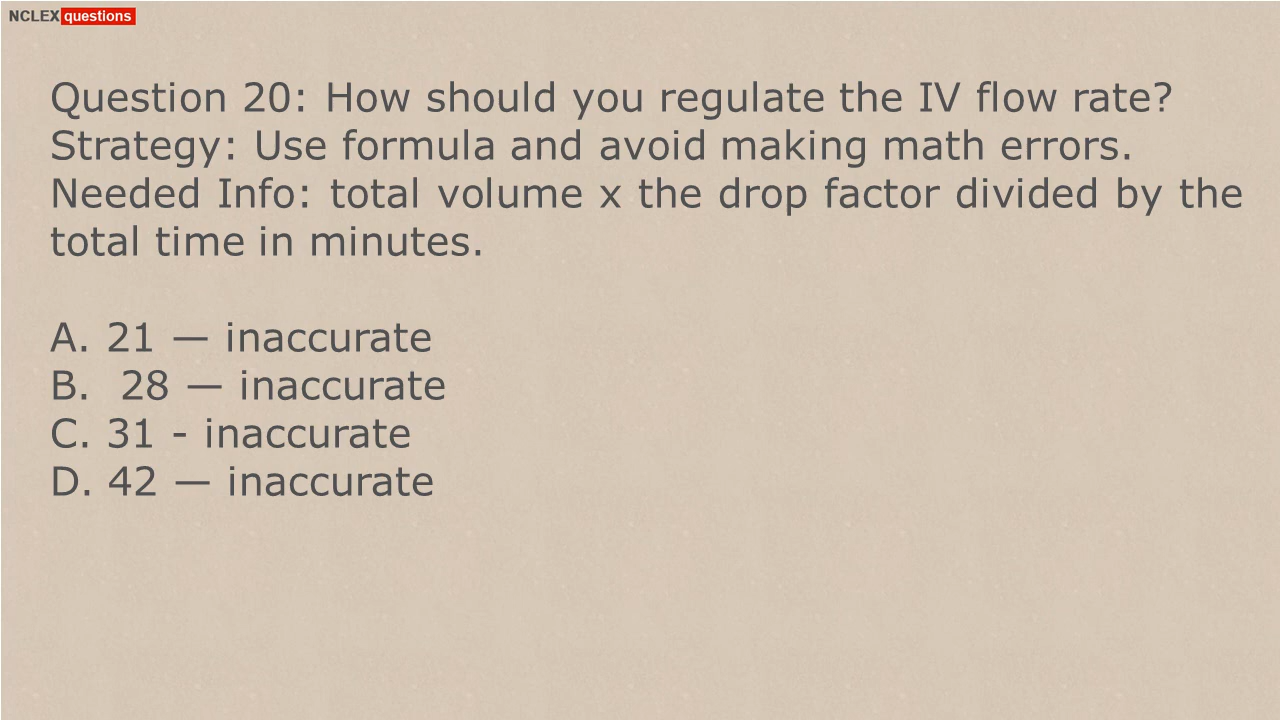 NCLEX questions
Question 20: How should you regulate the IV flow rate?
Strategy: Use formula and avoid making math errors.
Needed Info: total volume x the drop factor divided by the
total time in minutes.
A. 21 — inaccurate
B. 28 — inaccurate
C. 31 - inaccurate
D. 42 — inaccurate